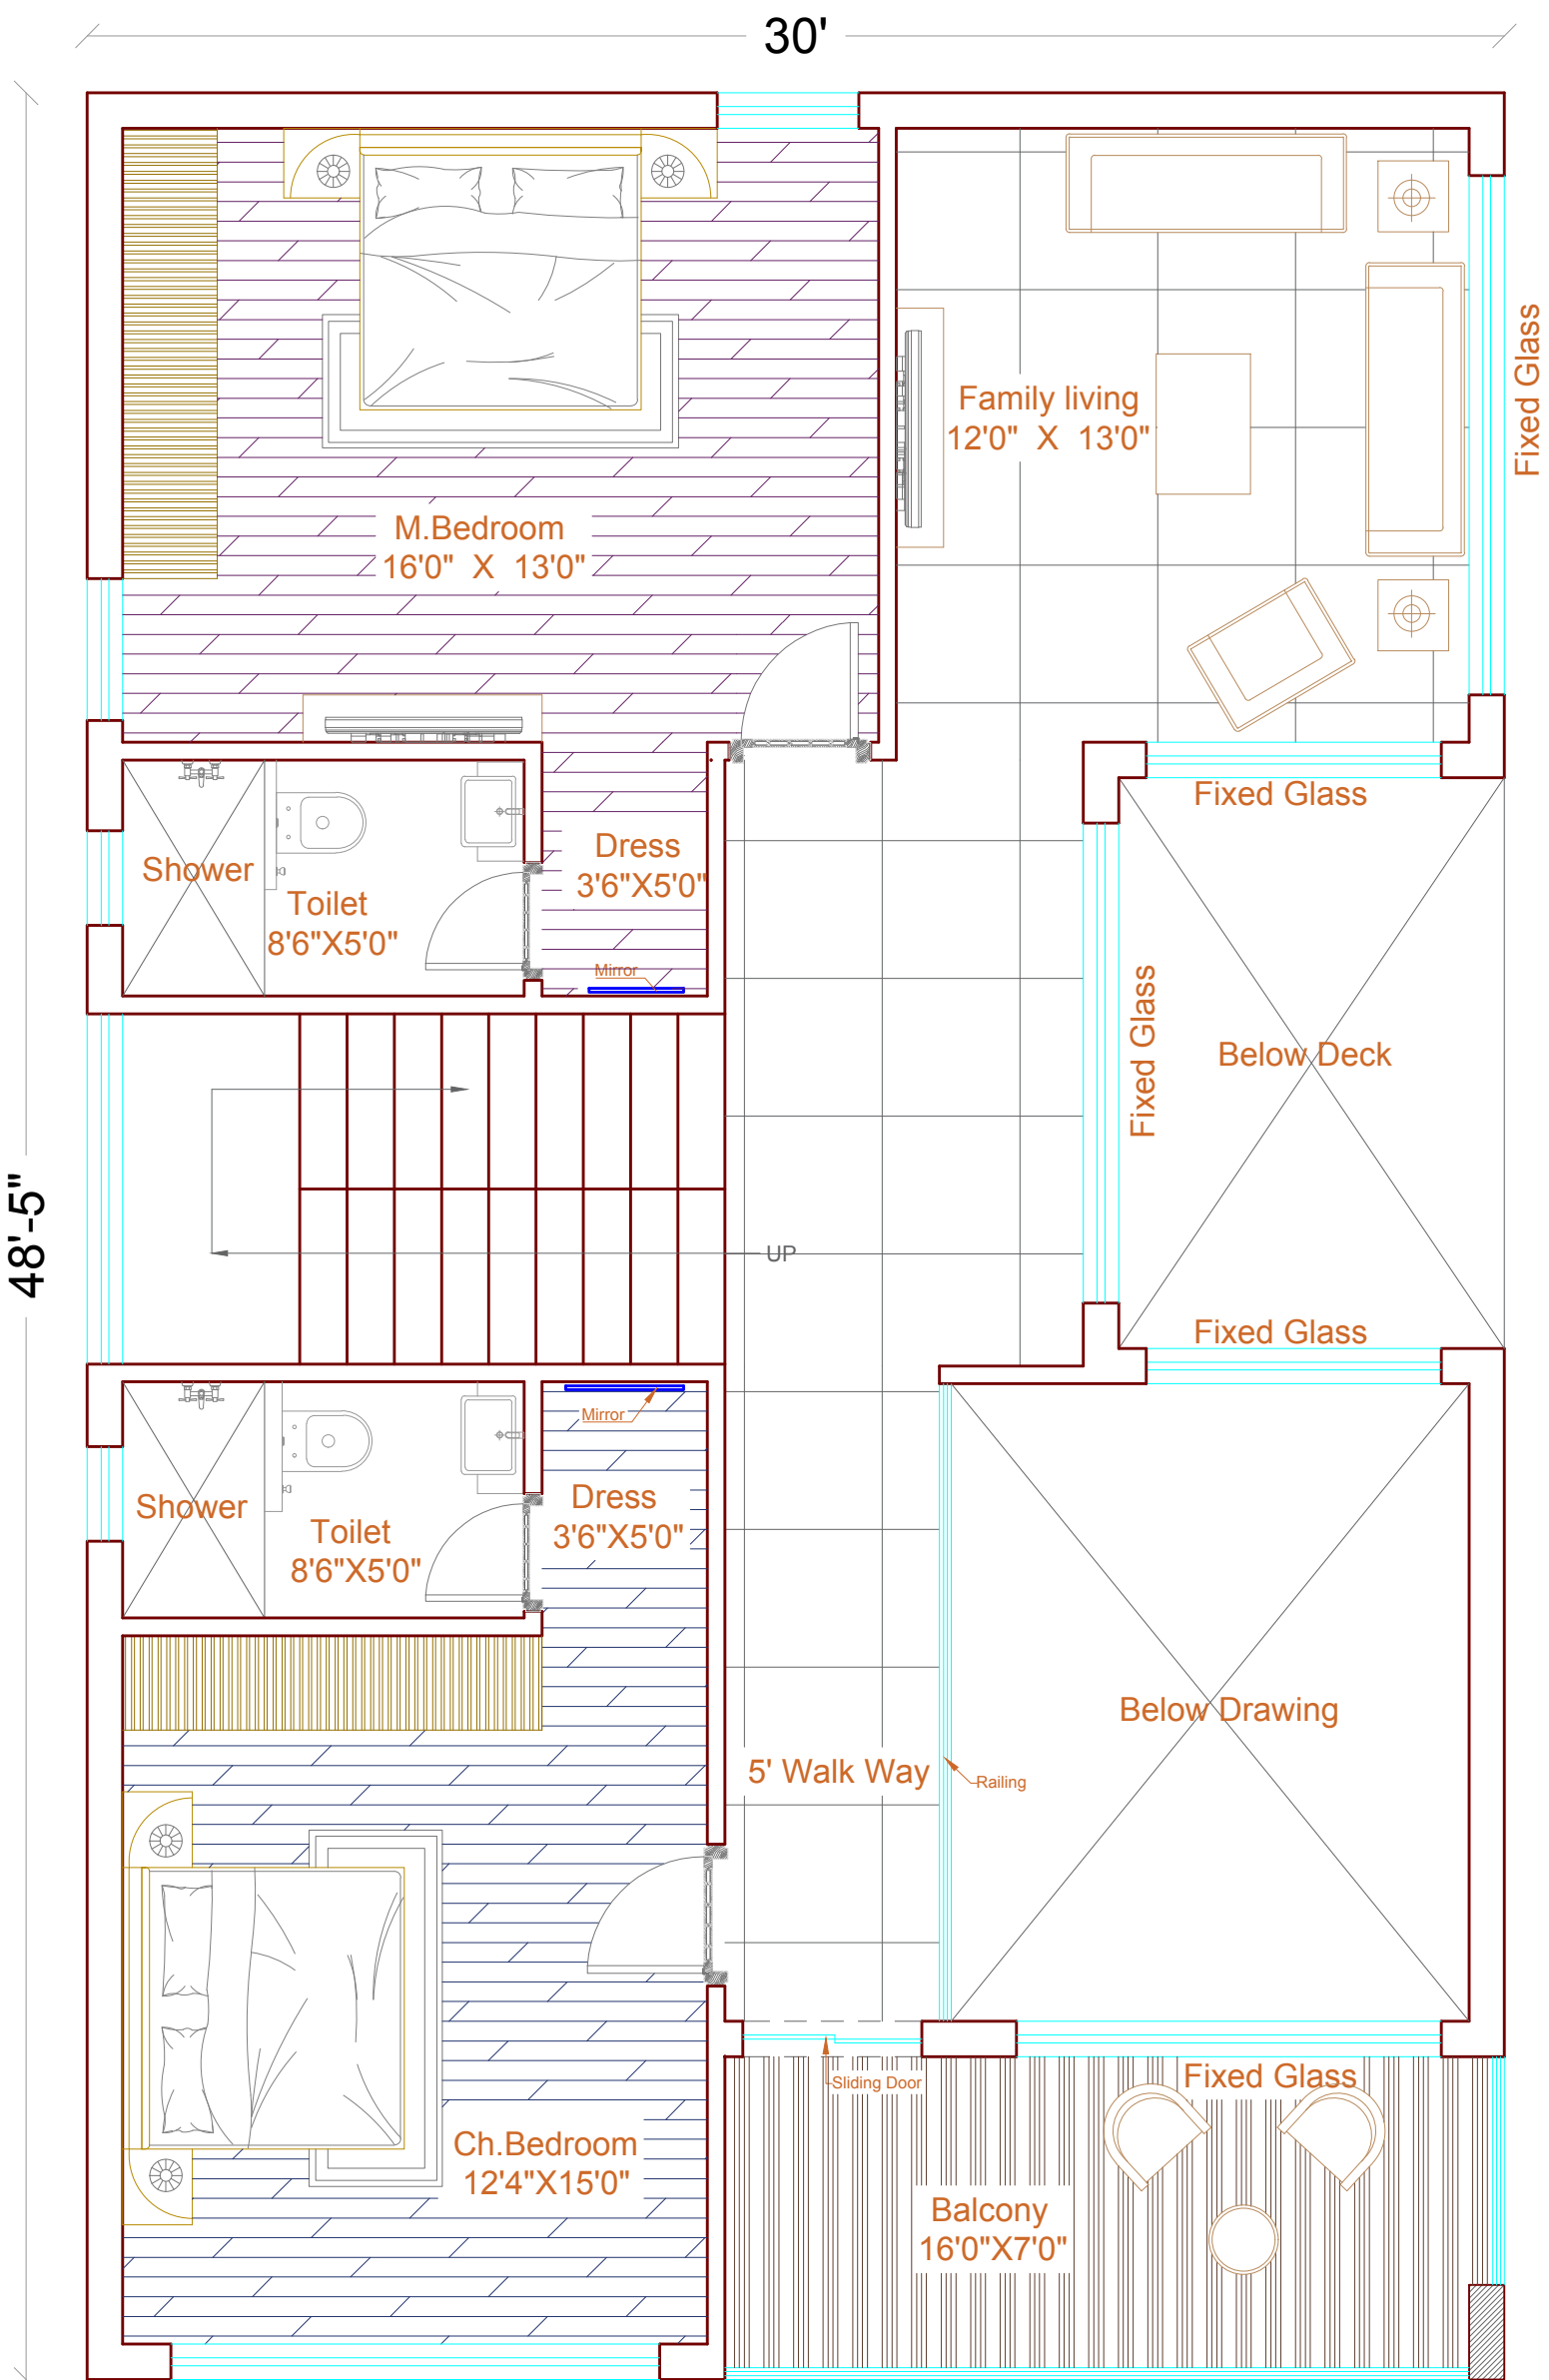 30'
48'-5"
Fixed Glass
Family living
12'0" X 13'0"
M.Bedroom
16'0" X 13'0"
Fixed Glass
Dress
3'6"X5'0"
Shower
Toilet
8'6"X5'0"
Mirror
Fixed Glass
Below Deck
UP
Fixed Glass
Mirror
Dress
3'6"X5'0"
Shower
Toilet
8'6"X5'0"
Below Drawing
5' Walk Way
Railing
Sliding Door
Fixed Glass
Ch.Bedroom
12'4"X15'0"
Balcony
16'0"X7'0"